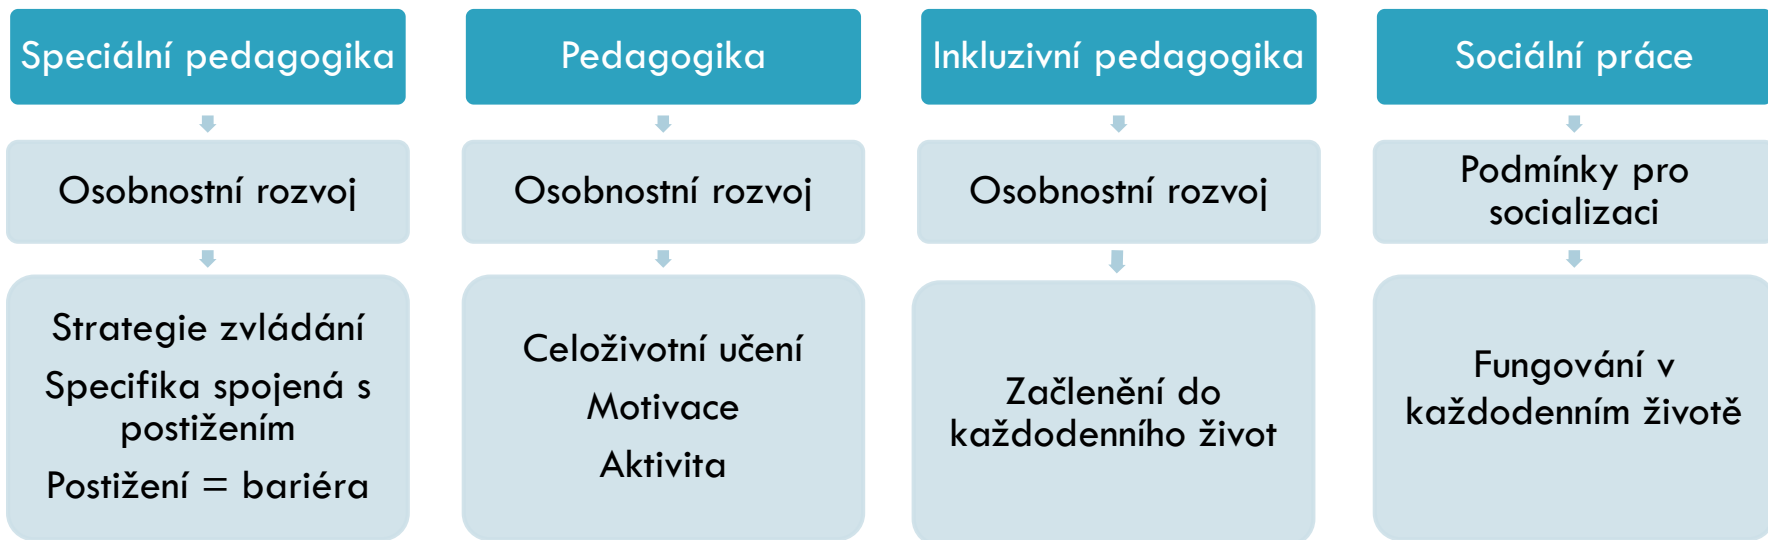 Speciální pedagogika
Osobnostní rozvoj
Strategie zvládání
Specifika spojená s
postižením
Postižení = bariéra
Pedagogika
Osobnostní rozvoj
Celoživotní učení
Motivace
Aktivita
Inkluzivní pedagogika
Osobnostní rozvoj
Začlenění do
každodenního život
Sociální práce
Podmínky pro
socializaci
Fungování v
každodenním životě